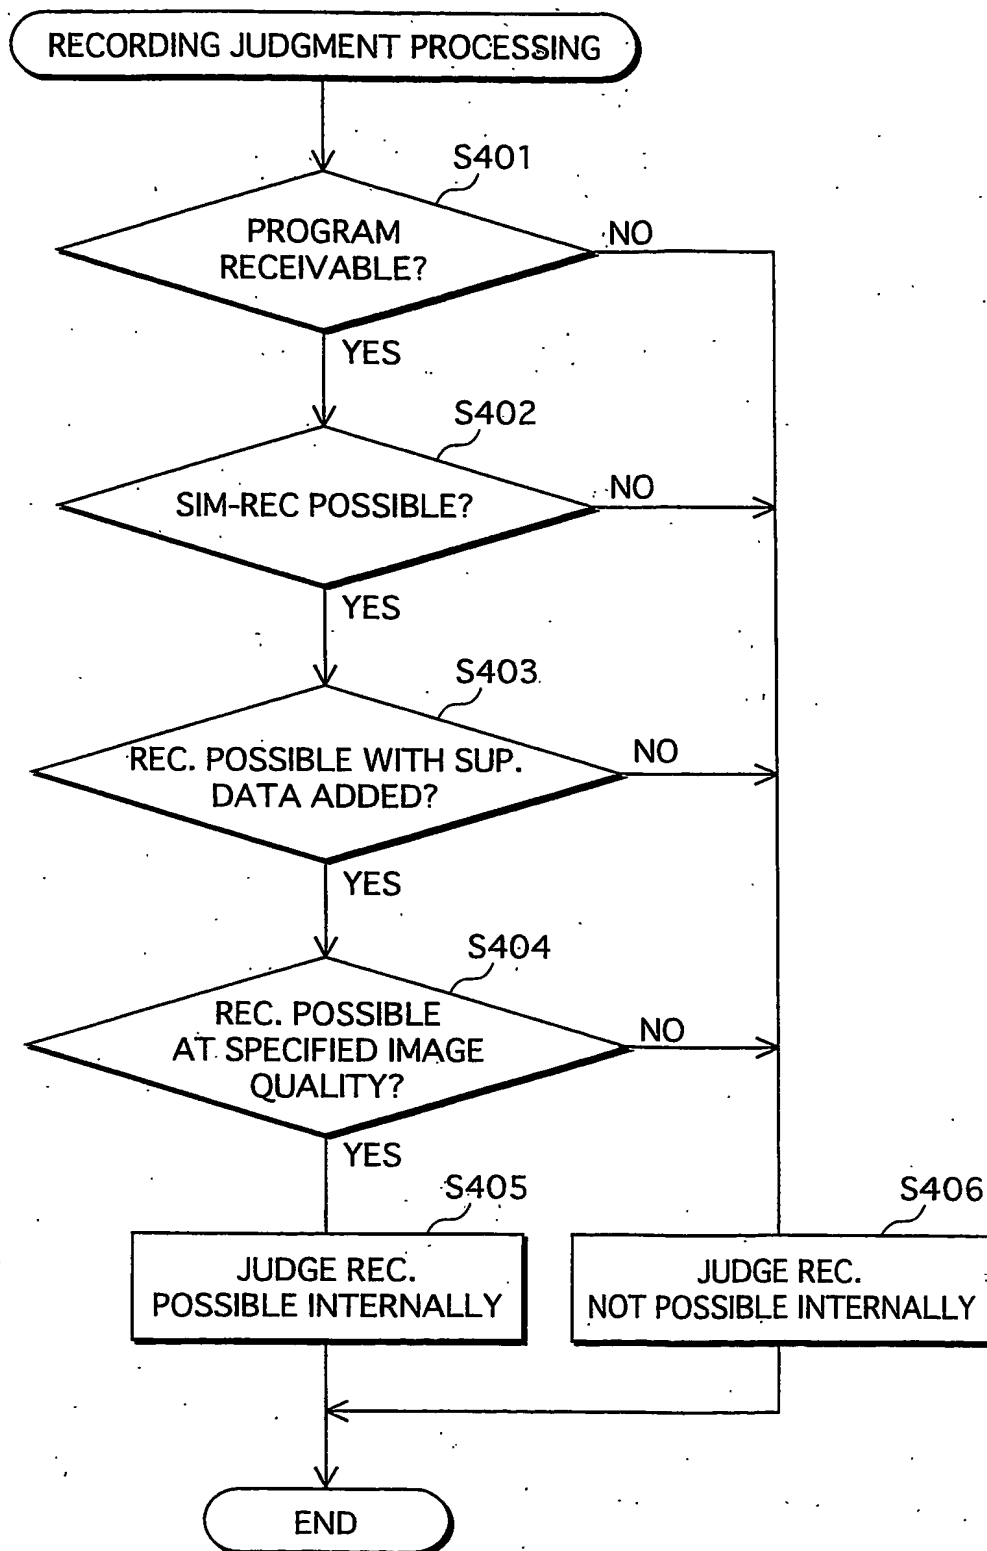 RECORDING JUDGMENT PROCESSING
S401
PROGRAM
RECEIVABLE?
NO
YES
S402
SIM-REC POSSIBLE?
NO
YES
S403
REC. POSSIBLE WITH SUP.
DATA ADDED?
NO
YES
S404
REC. POSSIBLE
AT SPECIFIED IMAGE
QUALITY?
NO
YES
S405
JUDGE REC.
POSSIBLE INTERNALLY
S406
JUDGE REC.
NOT POSSIBLE INTERNALLY
END